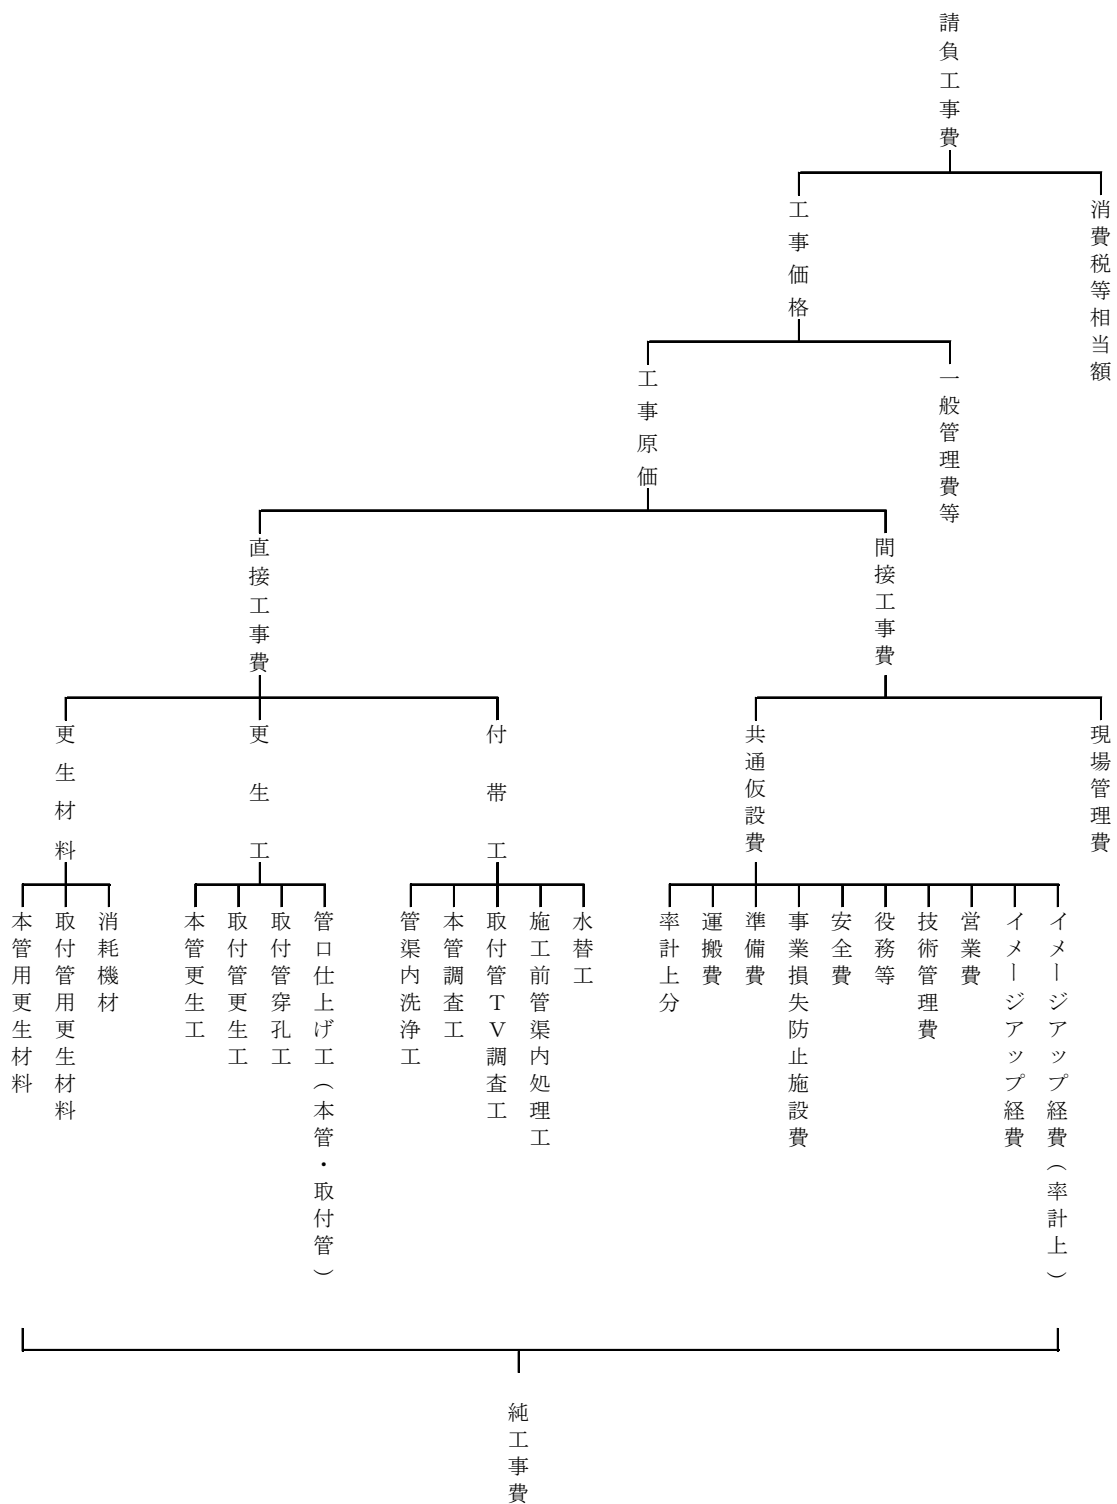 請負工事費
工事価格
消費税等相当額
工事原価
一般管理費等
直接工事費
間接工事費
更生材料
更生工
付帯工
共通仮設費
現場管理費
本管用更生材料
取付管用更生材料
消耗機材
本管更生工
取付管更生工
取付管穿孔工
管口仕上げ工（本管・取付管）
管渠内洗浄工
本管調査工
取付管ＴＶ調査工
施工前管渠内処理工
水替工
率計上分
運搬費
準備費
事業損失防止施設費
安全費
役務等
技術管理費
営業費
イメージアップ経費
イメージアップ経費（率計上）
純工事費